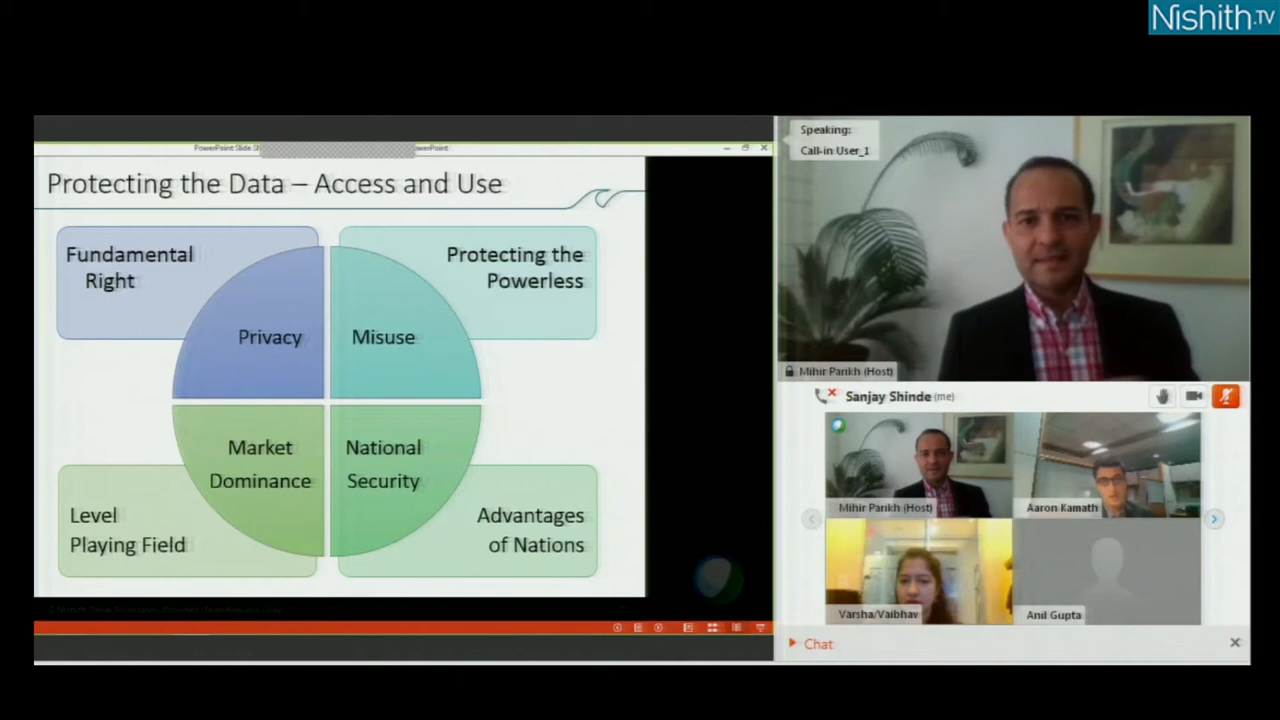 Nishith.TV
PowerPoint Slide
Protecting the Data – Access and Use
Fundamental
Right
Protecting the
Powerless
Privacy
Misuse
Market
Dominance
National
Security
Level
Playing Field
Advantages
of Nations
Speaking:
Call-in User_1
Mihir Parikh (Host)
Sanjay Shinde (me)
Mihir Parikh (Host)
Aaron Kamath
Varsha/Vaibhav
Anil Gupta
Chat